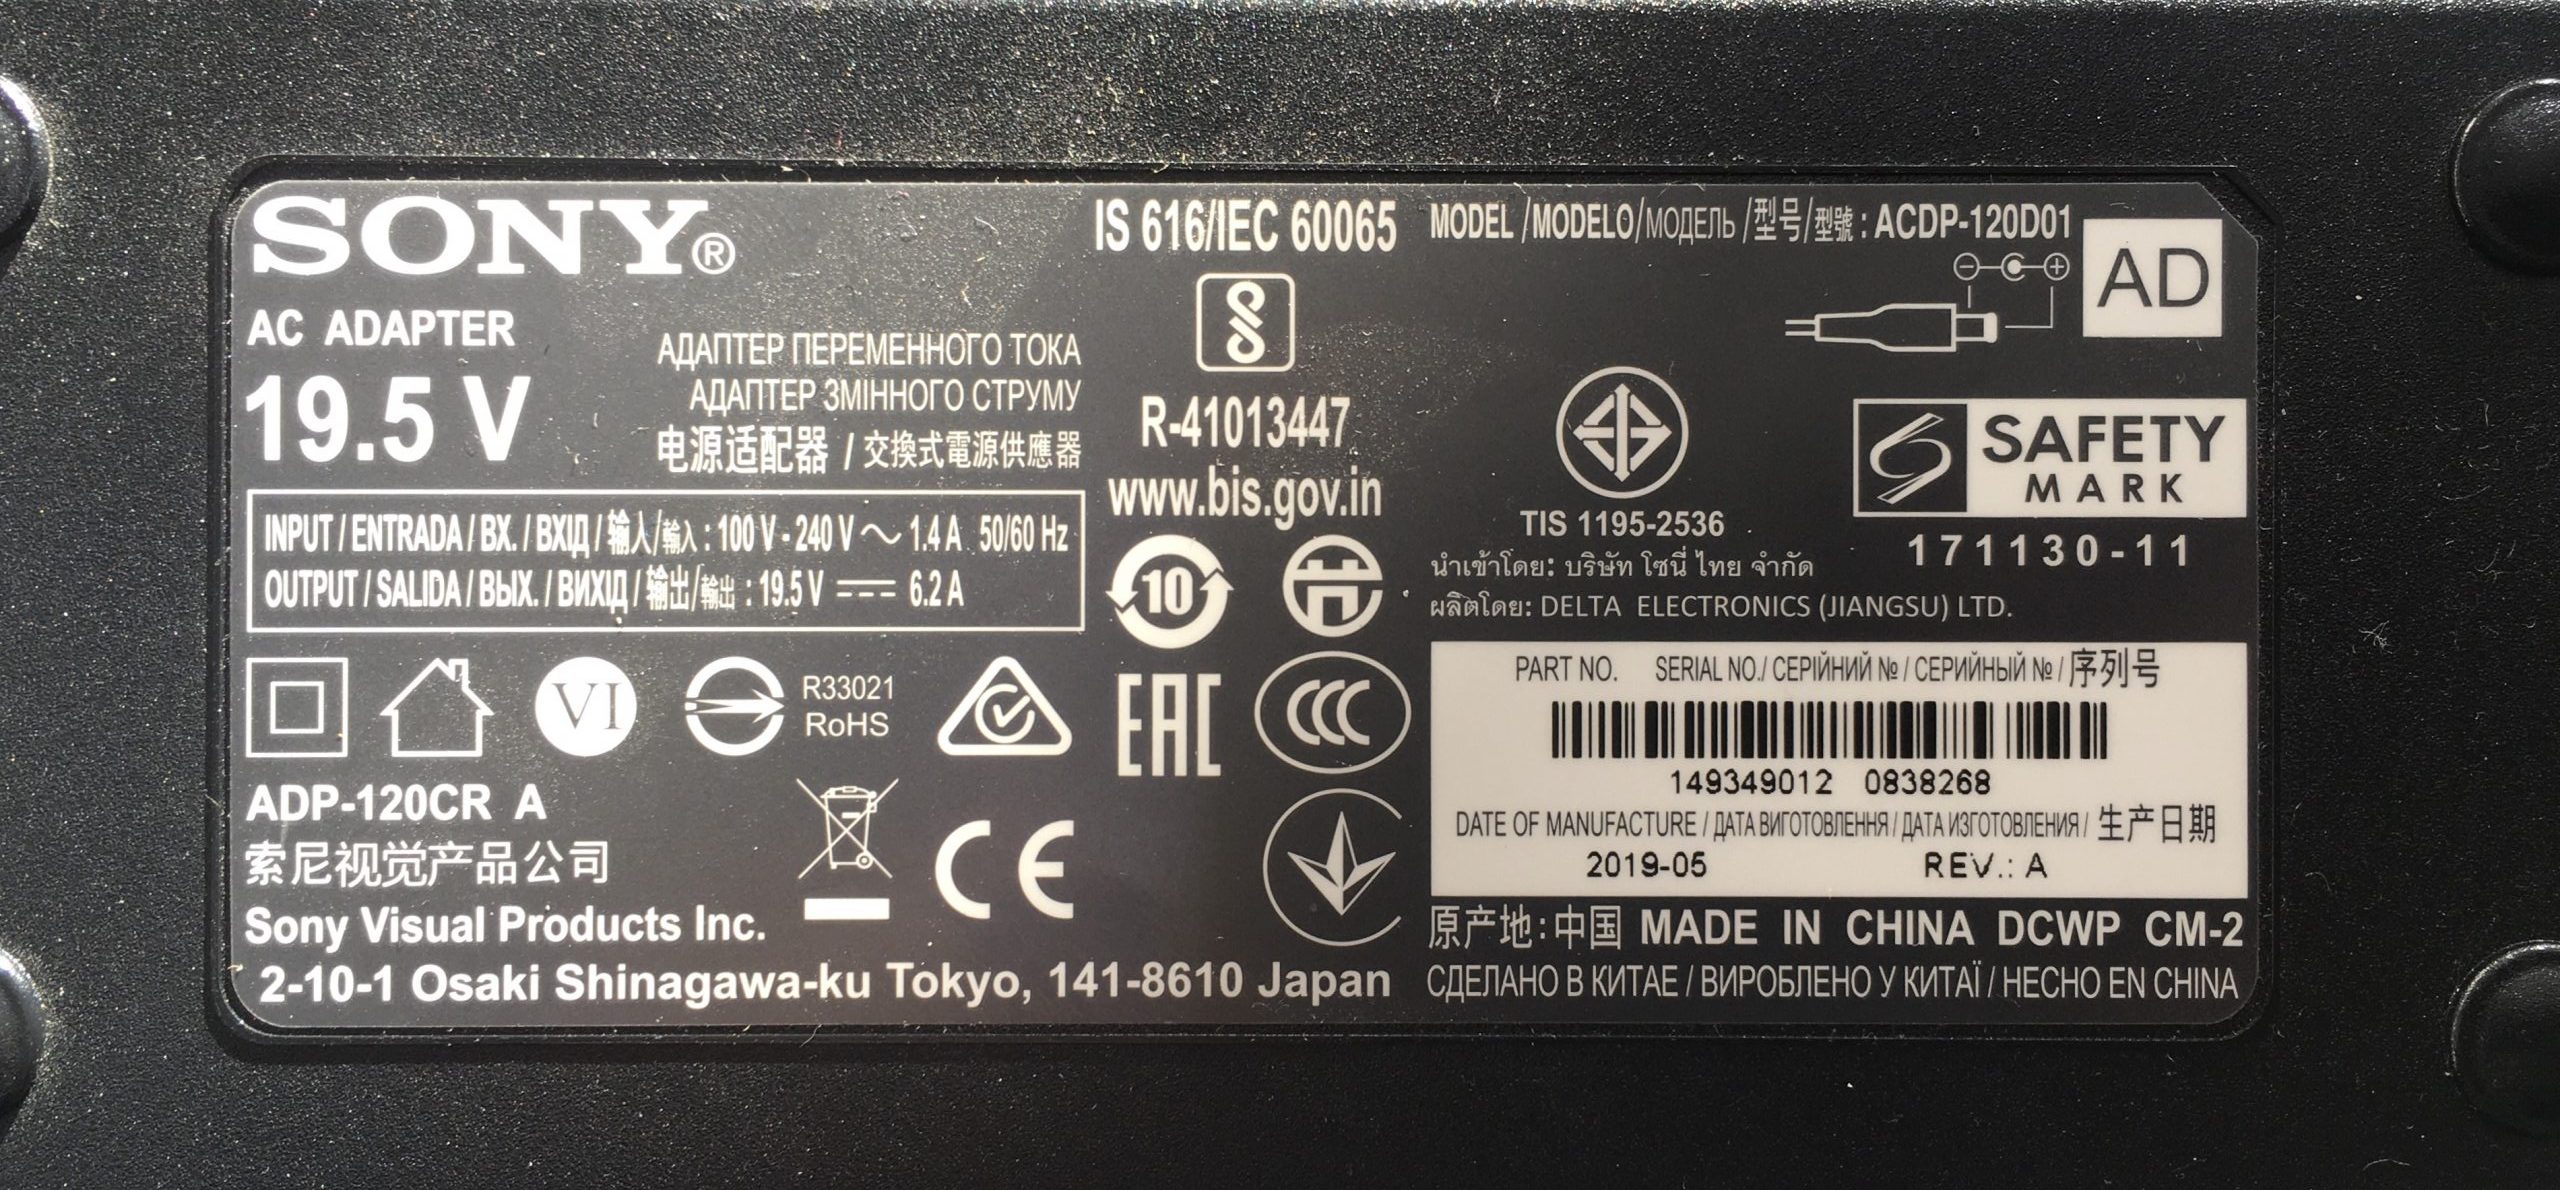 SONY®
AC ADAPTER
19.5 V
АДАПТЕР ПЕРЕМЕННОГО ТОКА
АДАПТЕР ЗМІННОГО СТРУМУ
电源适配器 / 交換式電源供應器
INPUT / ENTRADA / ВХ. / ВХІД / 输入/輸入 : 100 V - 240 V ～ 1.4 A 50/60 Hz
OUTPUT / SALIDA / ВЫХ. / ВИХІД / 输出/輸出 : 19.5 V ⎓ 6.2 A
VI
R33021
RoHS
ADP-120CR A
索尼视觉产品公司
CE
Sony Visual Products Inc.
2-10-1 Osaki Shinagawa-ku Tokyo, 141-8610 Japan
IS 616/IEC 60065
R-41013447
www.bis.gov.in
10
EAC
CCC
MODEL /MODELO/МОДЕЛЬ /型号/型號 : ACDP-120D01
AD
SAFETY
MARK
171130-11
TIS 1195-2536
นำเข้าโดย: บริษัท โซนี่ ไทย จำกัด
ผลิตโดย: DELTA ELECTRONICS (JIANGSU) LTD.
PART NO. SERIAL NO./ СЕРІЙНИЙ № / СЕРИЙНЫЙ № / 序列号
149349012 0838268
DATE OF MANUFACTURE / ДАТА ВИГОТОВЛЕННЯ / ДАТА ИЗГОТОВЛЕНИЯ / 生产日期
2019-05 REV.: A
原产地: 中国 MADE IN CHINA DCWP CM-2
СДЕЛАНО В КИТАЕ / ВИРОБЛЕНО У КИТАЇ / HECHO EN CHINA